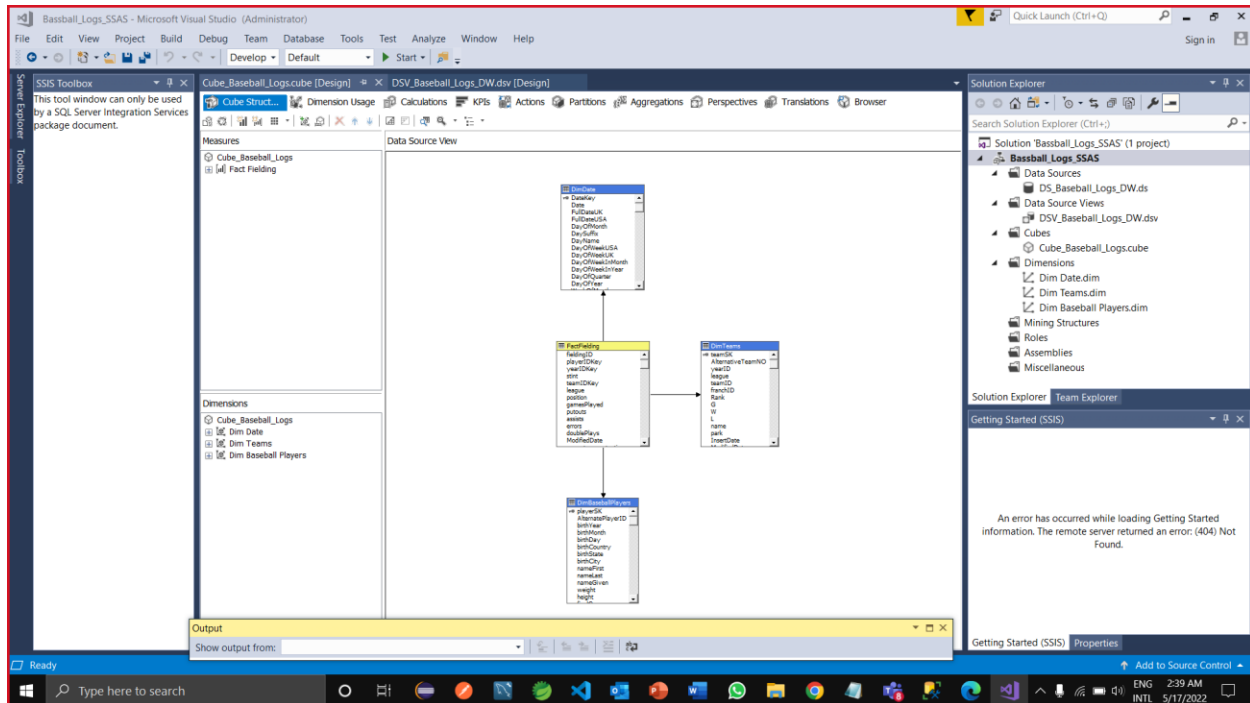 Bassball_Logs_SSAS - Microsoft Visual Studio (Administrator)
Quick Launch (Ctrl+Q)
File Edit View Project Build Debug Team Database Tools Test Analyze Window Help
Sign in
Develop Default Start
Server Explorer
Toolbox
SSIS Toolbox
This tool window can only be used
by a SQL Server Integration Services
package document.
Cube_Baseball_Logs.cube [Design]
DSV_Baseball_Logs_DW.dsv [Design]
Cube Struct... Dimension Usage Calculations KPIs Actions Partitions Aggregations Perspectives Translations Browser
Measures
Cube_Baseball_Logs
Fact Fielding
Dimensions
Cube_Baseball_Logs
Dim Date
Dim Teams
Dim Baseball Players
Data Source View
DimDate
DateKey
Date
FullDateUK
FullDateUSA
DayOfMonth
DaySuffix
DayName
DayOfWeekUSA
DayOfWeekUK
DayOfWeekInMonth
DayOfWeekInYear
DayOfQuarter
DayOfYear
FactFielding
fieldingID
playerIDKey
yearIDKey
stint
teamIDKey
league
position
gamesPlayed
putouts
assists
errors
doublePlays
ModifiedDate
DimTeams
teamSK
AlternativeTeamNO
yearID
league
teamID
franchID
Rank
G
W
L
name
park
InsertDate
DimBaseballPlayers
playerSK
AlternatePlayerID
birthYear
birthMonth
birthDay
birthCountry
birthState
birthCity
nameFirst
nameLast
nameGiven
weight
height
Output
Show output from:
Solution Explorer
Search Solution Explorer (Ctrl+;)
Solution 'Bassball_Logs_SSAS' (1 project)
Bassball_Logs_SSAS
Data Sources
DS_Baseball_Logs_DW.ds
Data Source Views
DSV_Baseball_Logs_DW.dsv
Cubes
Cube_Baseball_Logs.cube
Dimensions
Dim Date.dim
Dim Teams.dim
Dim Baseball Players.dim
Mining Structures
Roles
Assemblies
Miscellaneous
Solution Explorer Team Explorer
Getting Started (SSIS)
An error has occurred while loading Getting Started
information. The remote server returned an error: (404) Not
Found.
Getting Started (SSIS) Properties
Ready
Add to Source Control
Type here to search
ENG
INTL
2:39 AM
5/17/2022